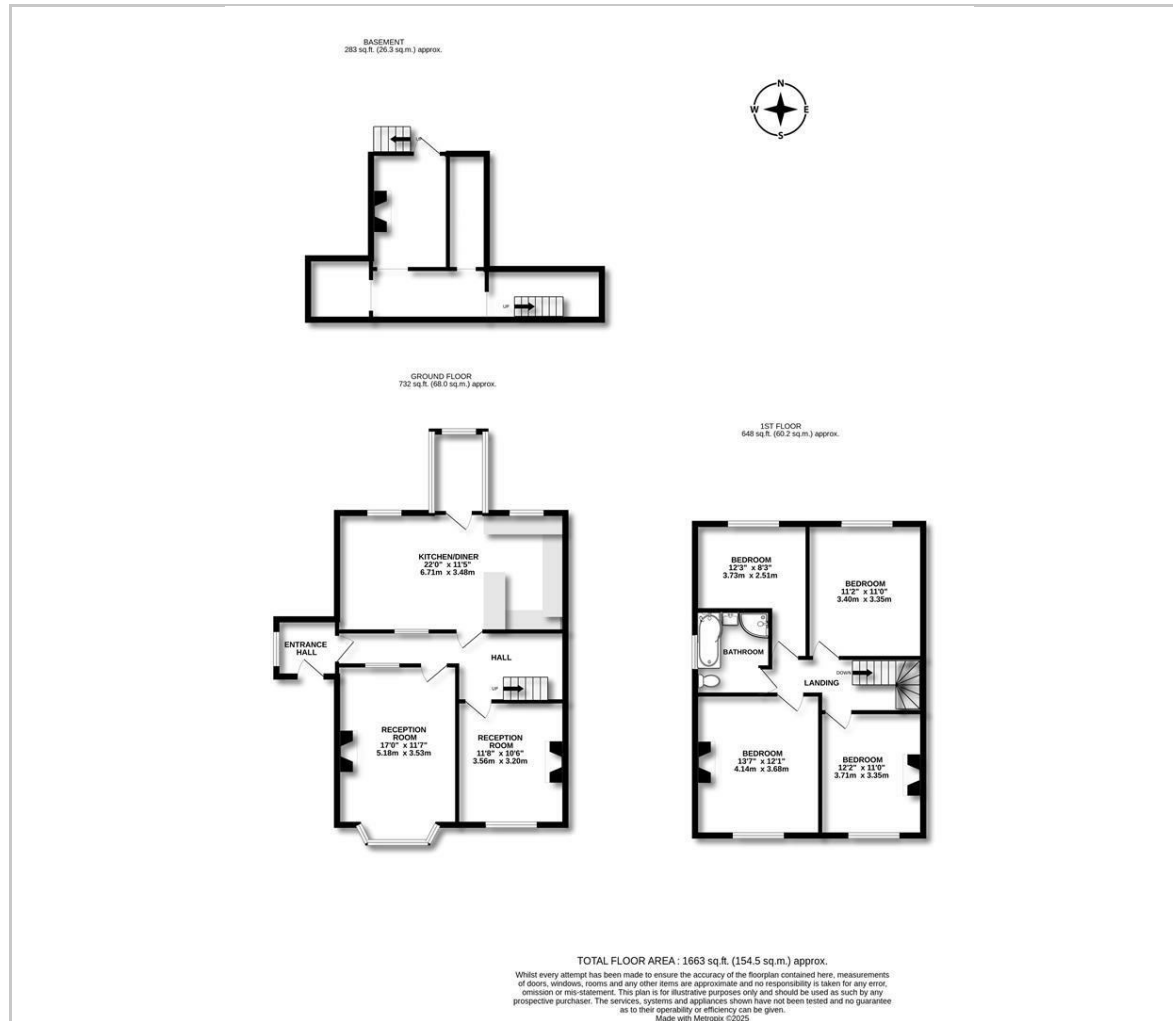 BASEMENT
283 sq.ft. (26.3 sq.m.) approx.
N
W E
S
UP
UP
GROUND FLOOR
732 sq.ft. (68.0 sq.m.) approx.
1ST FLOOR
648 sq.ft. (60.2 sq.m.) approx.
KITCHEN/DINER
22'0" x 11'5"
6.71m x 3.48m
ENTRANCE
HALL
HALL
UP
RECEPTION
ROOM
17'0" x 11'7"
5.18m x 3.53m
RECEPTION
ROOM
11'8" x 10'6"
3.56m x 3.20m
BEDROOM
12'3" x 8'3"
3.73m x 2.51m
BEDROOM
11'2" x 11'0"
3.40m x 3.35m
BATHROOM
DOWN
LANDING
BEDROOM
13'7" x 12'1"
4.14m x 3.68m
BEDROOM
12'2" x 11'0"
3.71m x 3.35m
TOTAL FLOOR AREA : 1663 sq.ft. (154.5 sq.m.) approx.
Whilst every attempt has been made to ensure the accuracy of the floorplan contained here, measurements
of doors, windows, rooms and any other items are approximate and no responsibility is taken for any error,
omission or mis-statement. This plan is for illustrative purposes only and should be used as such by any
prospective purchaser. The services, systems and appliances shown have not been tested and no guarantee
as to their operability or efficiency can be given.
Made with Metropix ©2025